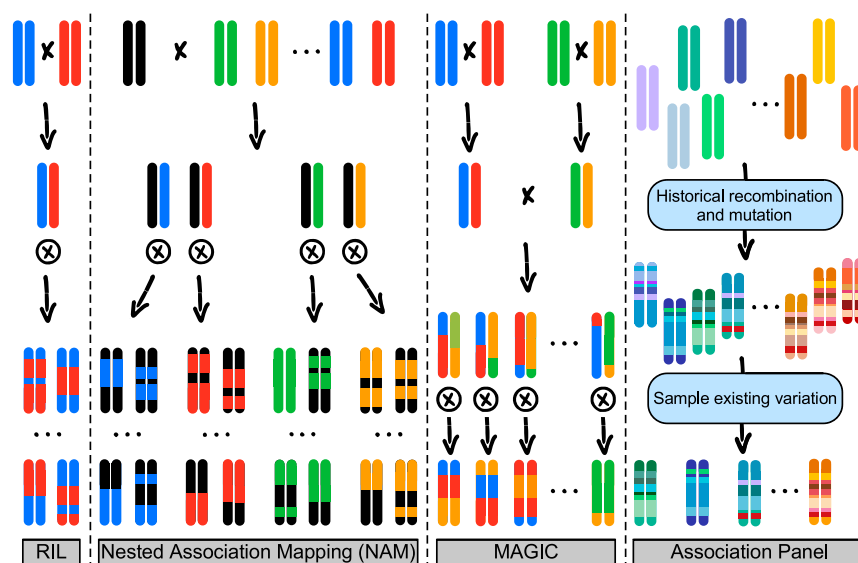 Historical recombination
and mutation
Sample existing variation
RIL
Nested Association Mapping (NAM)
MAGIC
Association Panel